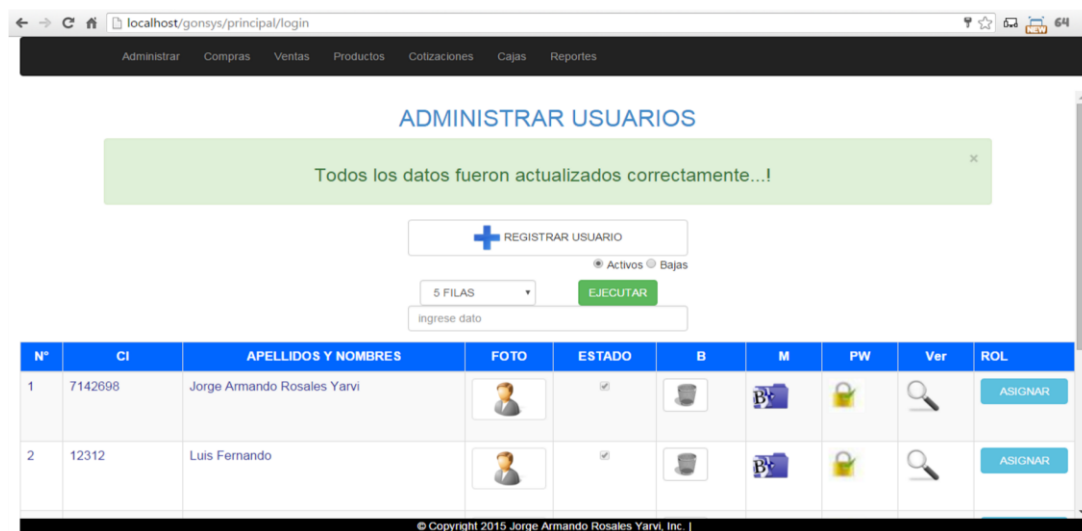 localhost/gonsys/principal/login
NEW
64
Administrar Compras Ventas Productos Cotizaciones Cajas Reportes
ADMINISTRAR USUARIOS
Todos los datos fueron actualizados correctamente...!
×
REGISTRAR USUARIO
Activos Bajas
5 FILAS EJECUTAR
ingrese dato
N° CI APELLIDOS Y NOMBRES FOTO ESTADO B M PW Ver ROL
1 7142698 Jorge Armando Rosales Yarvi ASIGNAR
2 12312 Luis Fernando ASIGNAR
© Copyright 2015 Jorge Armando Rosales Yarvi, Inc. |